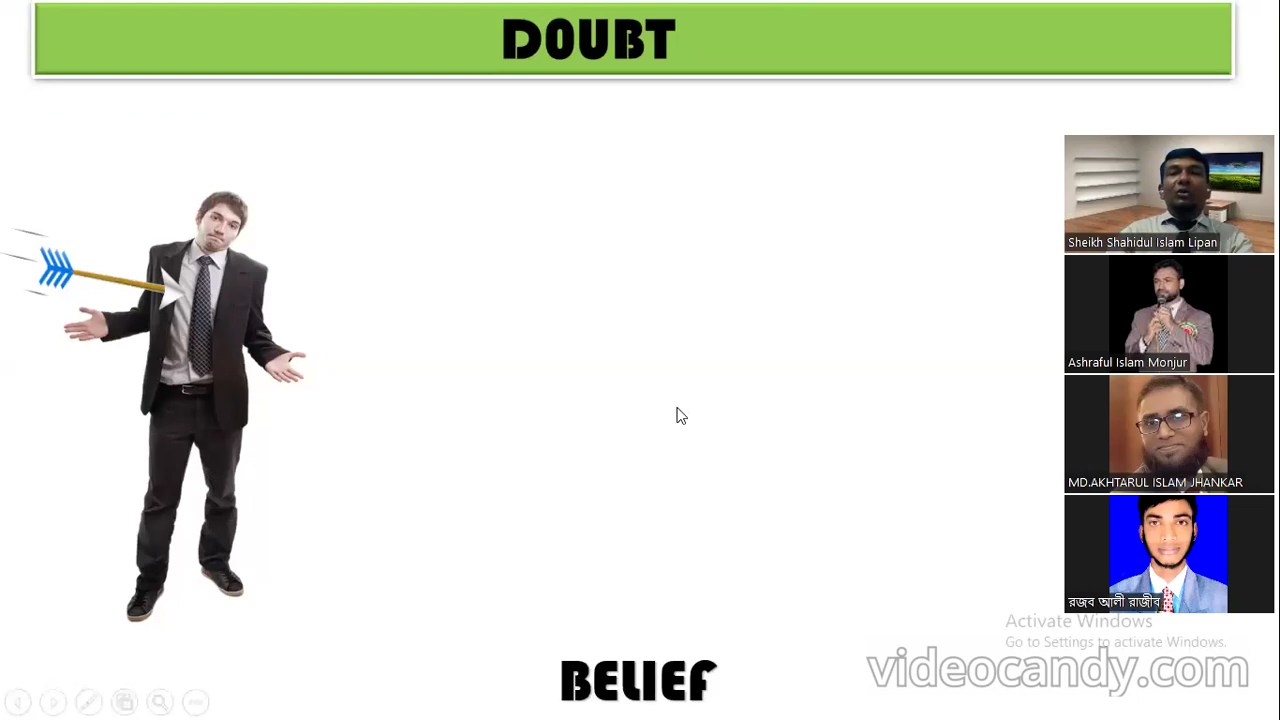 DOUBT
Sheikh Shahidul Islam Lipan
Ashraful Islam Monjur
MD.AKHTARUL ISLAM JHANKAR
রজব আলী রাজীব
Activate Windows
Go to Settings to activate Windows.
BELIEF
videocandy.com